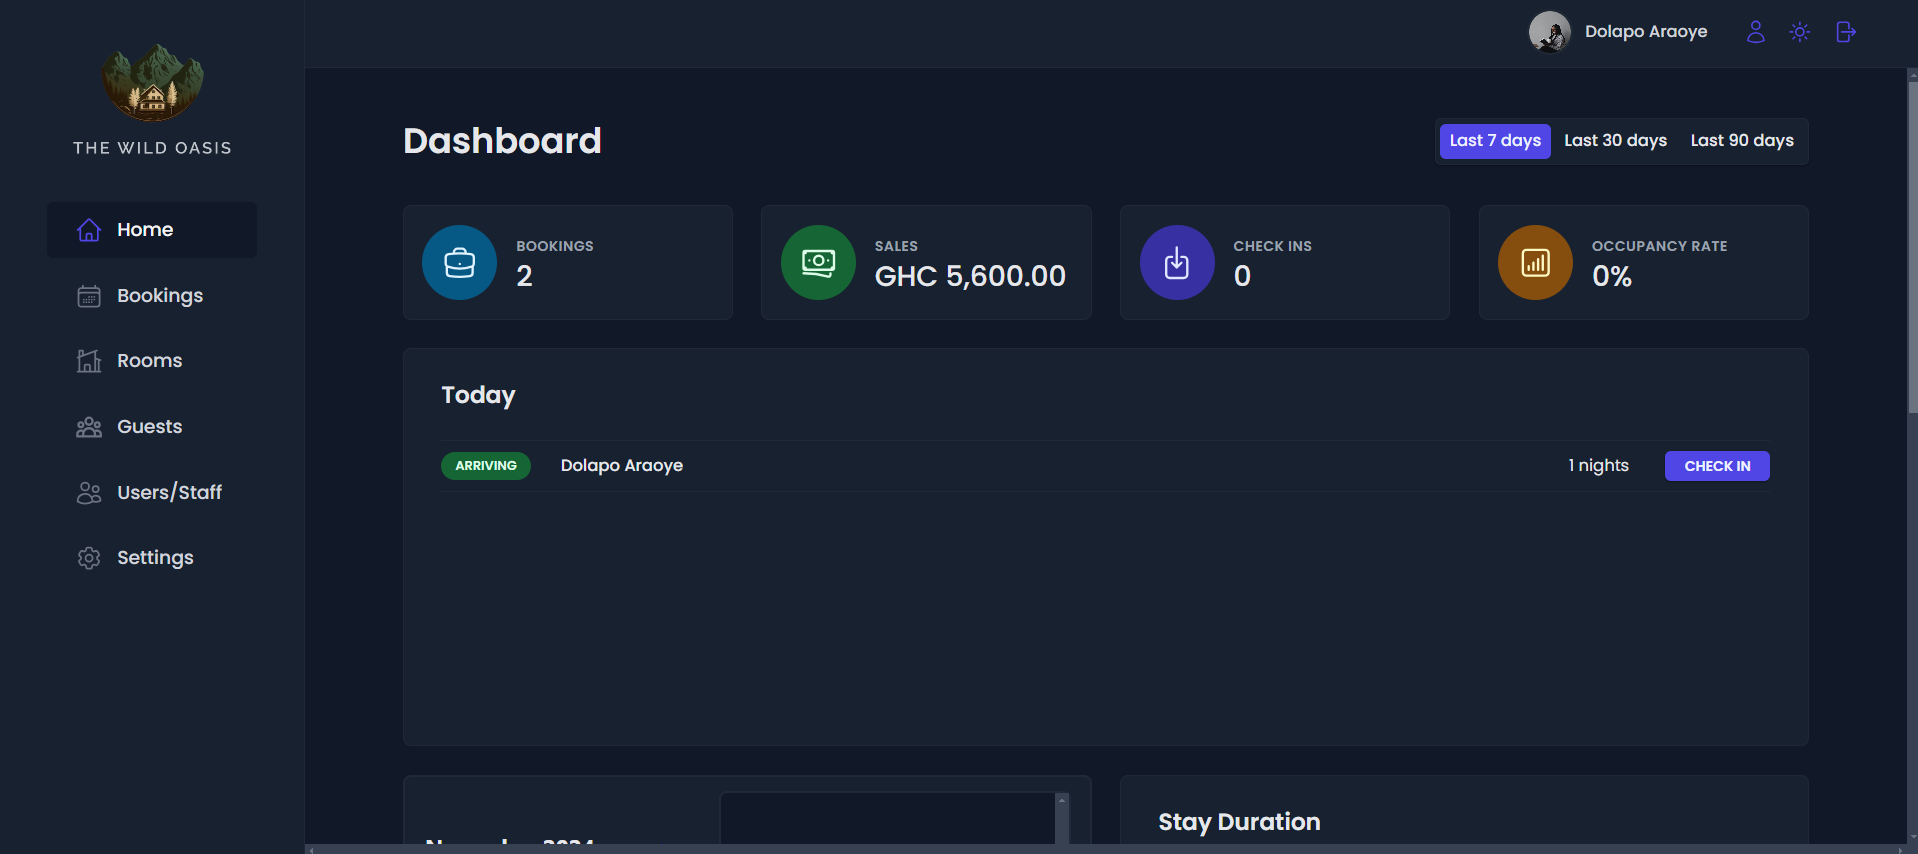 THE WILD OASIS
Home
Bookings
Rooms
Guests
Users/Staff
Settings
Dolapo Araoye
Dashboard
Last 7 days Last 30 days Last 90 days
BOOKINGS
2
SALES
GHC 5,600.00
CHECK INS
0
OCCUPANCY RATE
0%
Today
ARRIVING Dolapo Araoye 1 nights CHECK IN
November 2024
Stay Duration